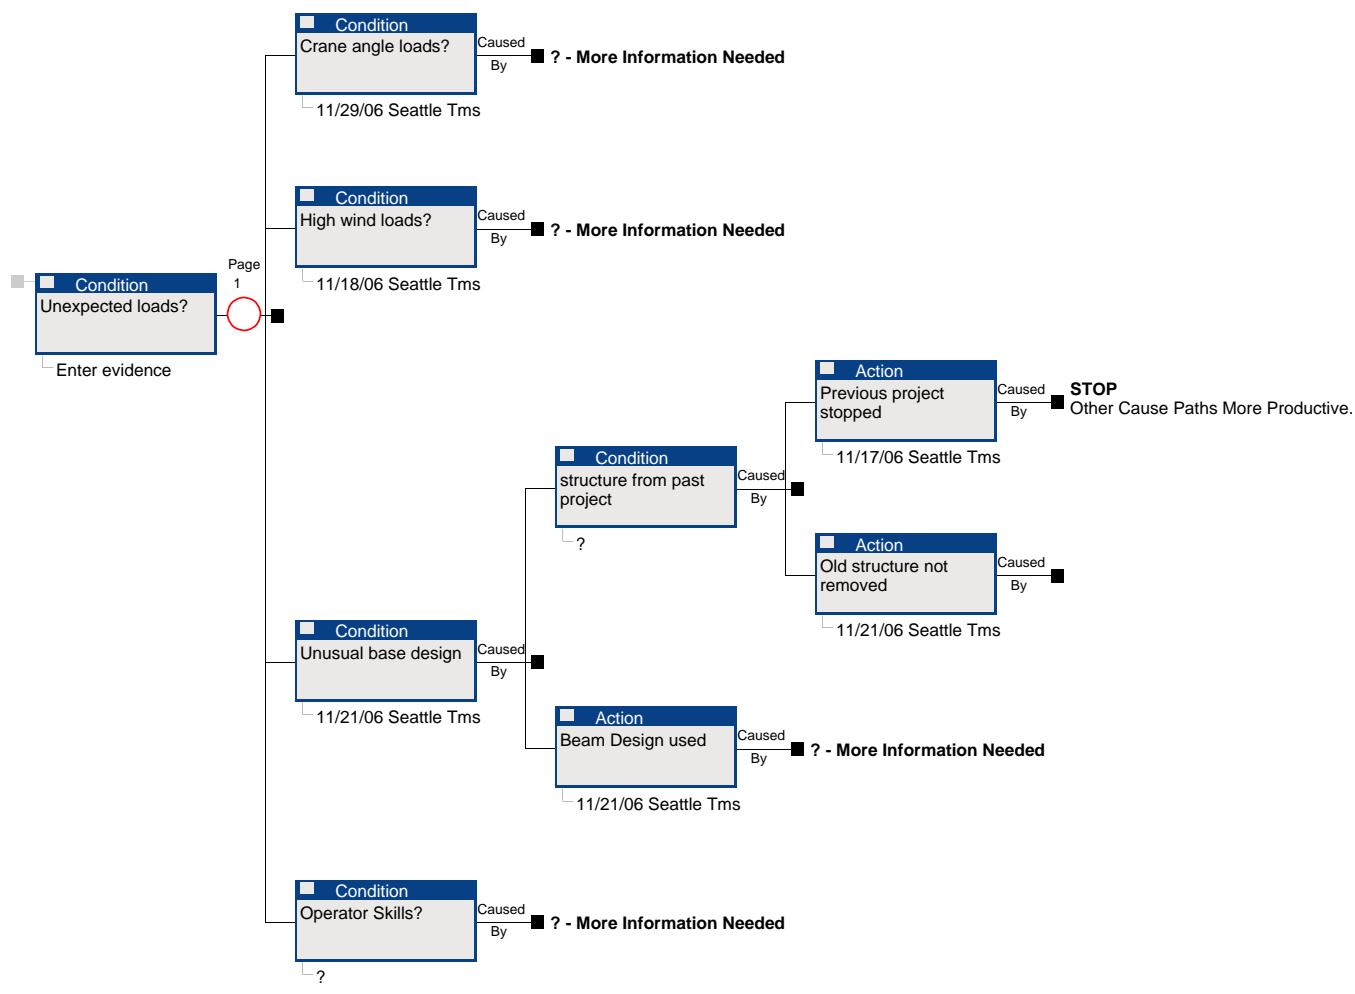 Condition
Crane angle loads?
Caused
By
? - More Information Needed
11/29/06 Seattle Tms
Condition
High wind loads?
Caused
By
? - More Information Needed
11/18/06 Seattle Tms
Page
1
Condition
Unexpected loads?
Enter evidence
Action
Previous project
stopped
Caused
By
STOP
Other Cause Paths More Productive.
11/17/06 Seattle Tms
Condition
structure from past
project
Caused
By
?
Action
Old structure not
removed
Caused
By
11/21/06 Seattle Tms
Condition
Unusual base design
Caused
By
11/21/06 Seattle Tms
Action
Beam Design used
Caused
By
? - More Information Needed
11/21/06 Seattle Tms
Condition
Operator Skills?
Caused
By
? - More Information Needed
?